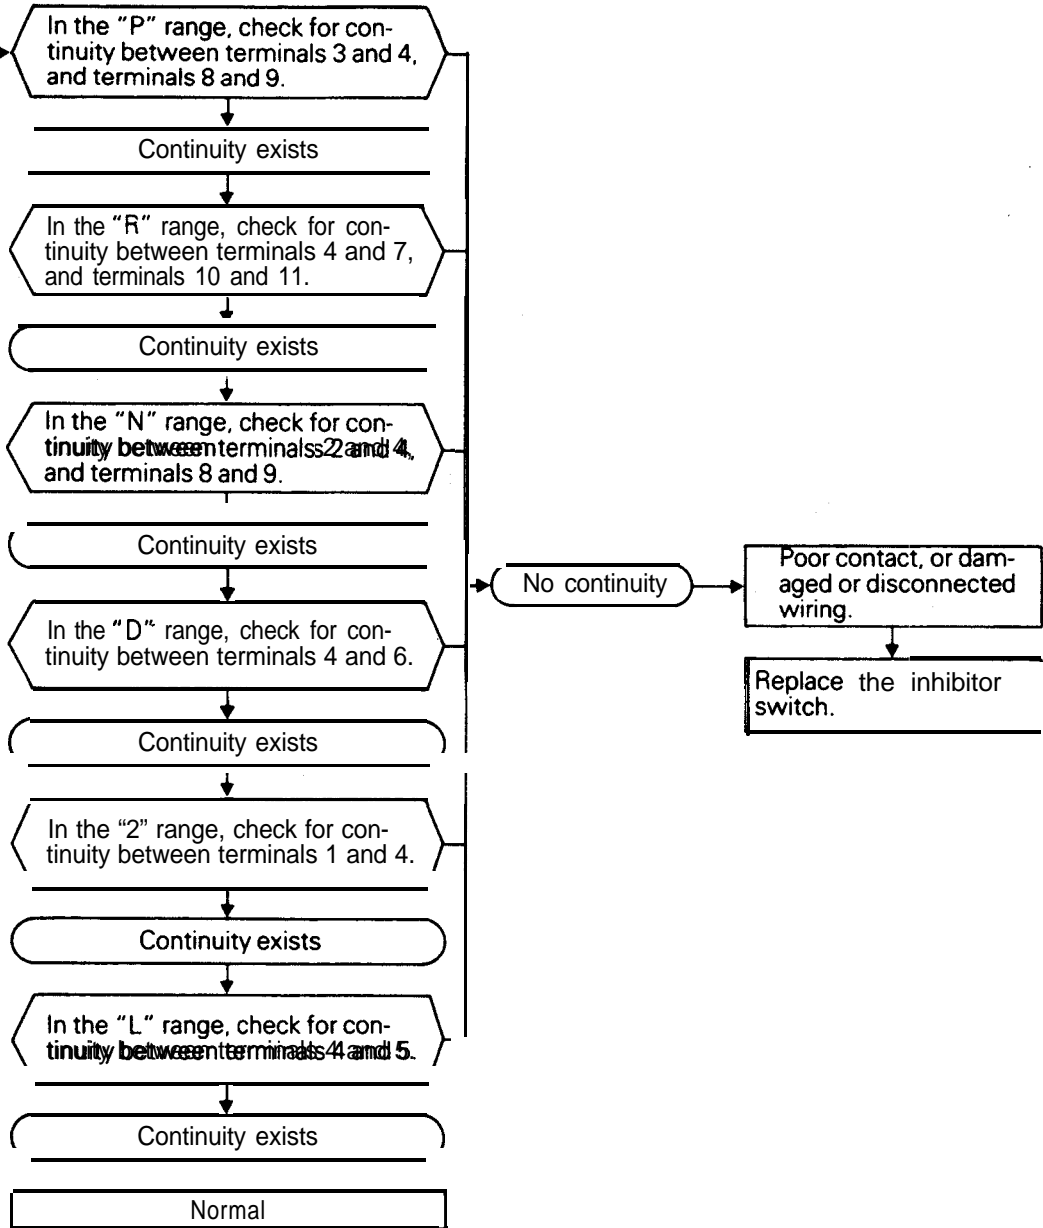 In the "P" range, check for con-
tinuity between terminals 3 and 4,
and terminals 8 and 9.
Continuity exists
In the "R" range, check for con-
tinuity between terminals 4 and 7,
and terminals 10 and 11.
Continuity exists
In the "N" range, check for con-
tinuity between terminals 2 and 4,
and terminals 8 and 9.
Continuity exists
In the "D" range, check for con-
tinuity between terminals 4 and 6.
Continuity exists
In the “2” range, check for con-
tinuity between terminals 1 and 4.
Continuity exists
In the "L" range, check for con-
tinuity between terminals 4 and 5.
Continuity exists
Normal
No continuity
Poor contact, or dam-
aged or disconnected
wiring.
Replace the inhibitor
switch.